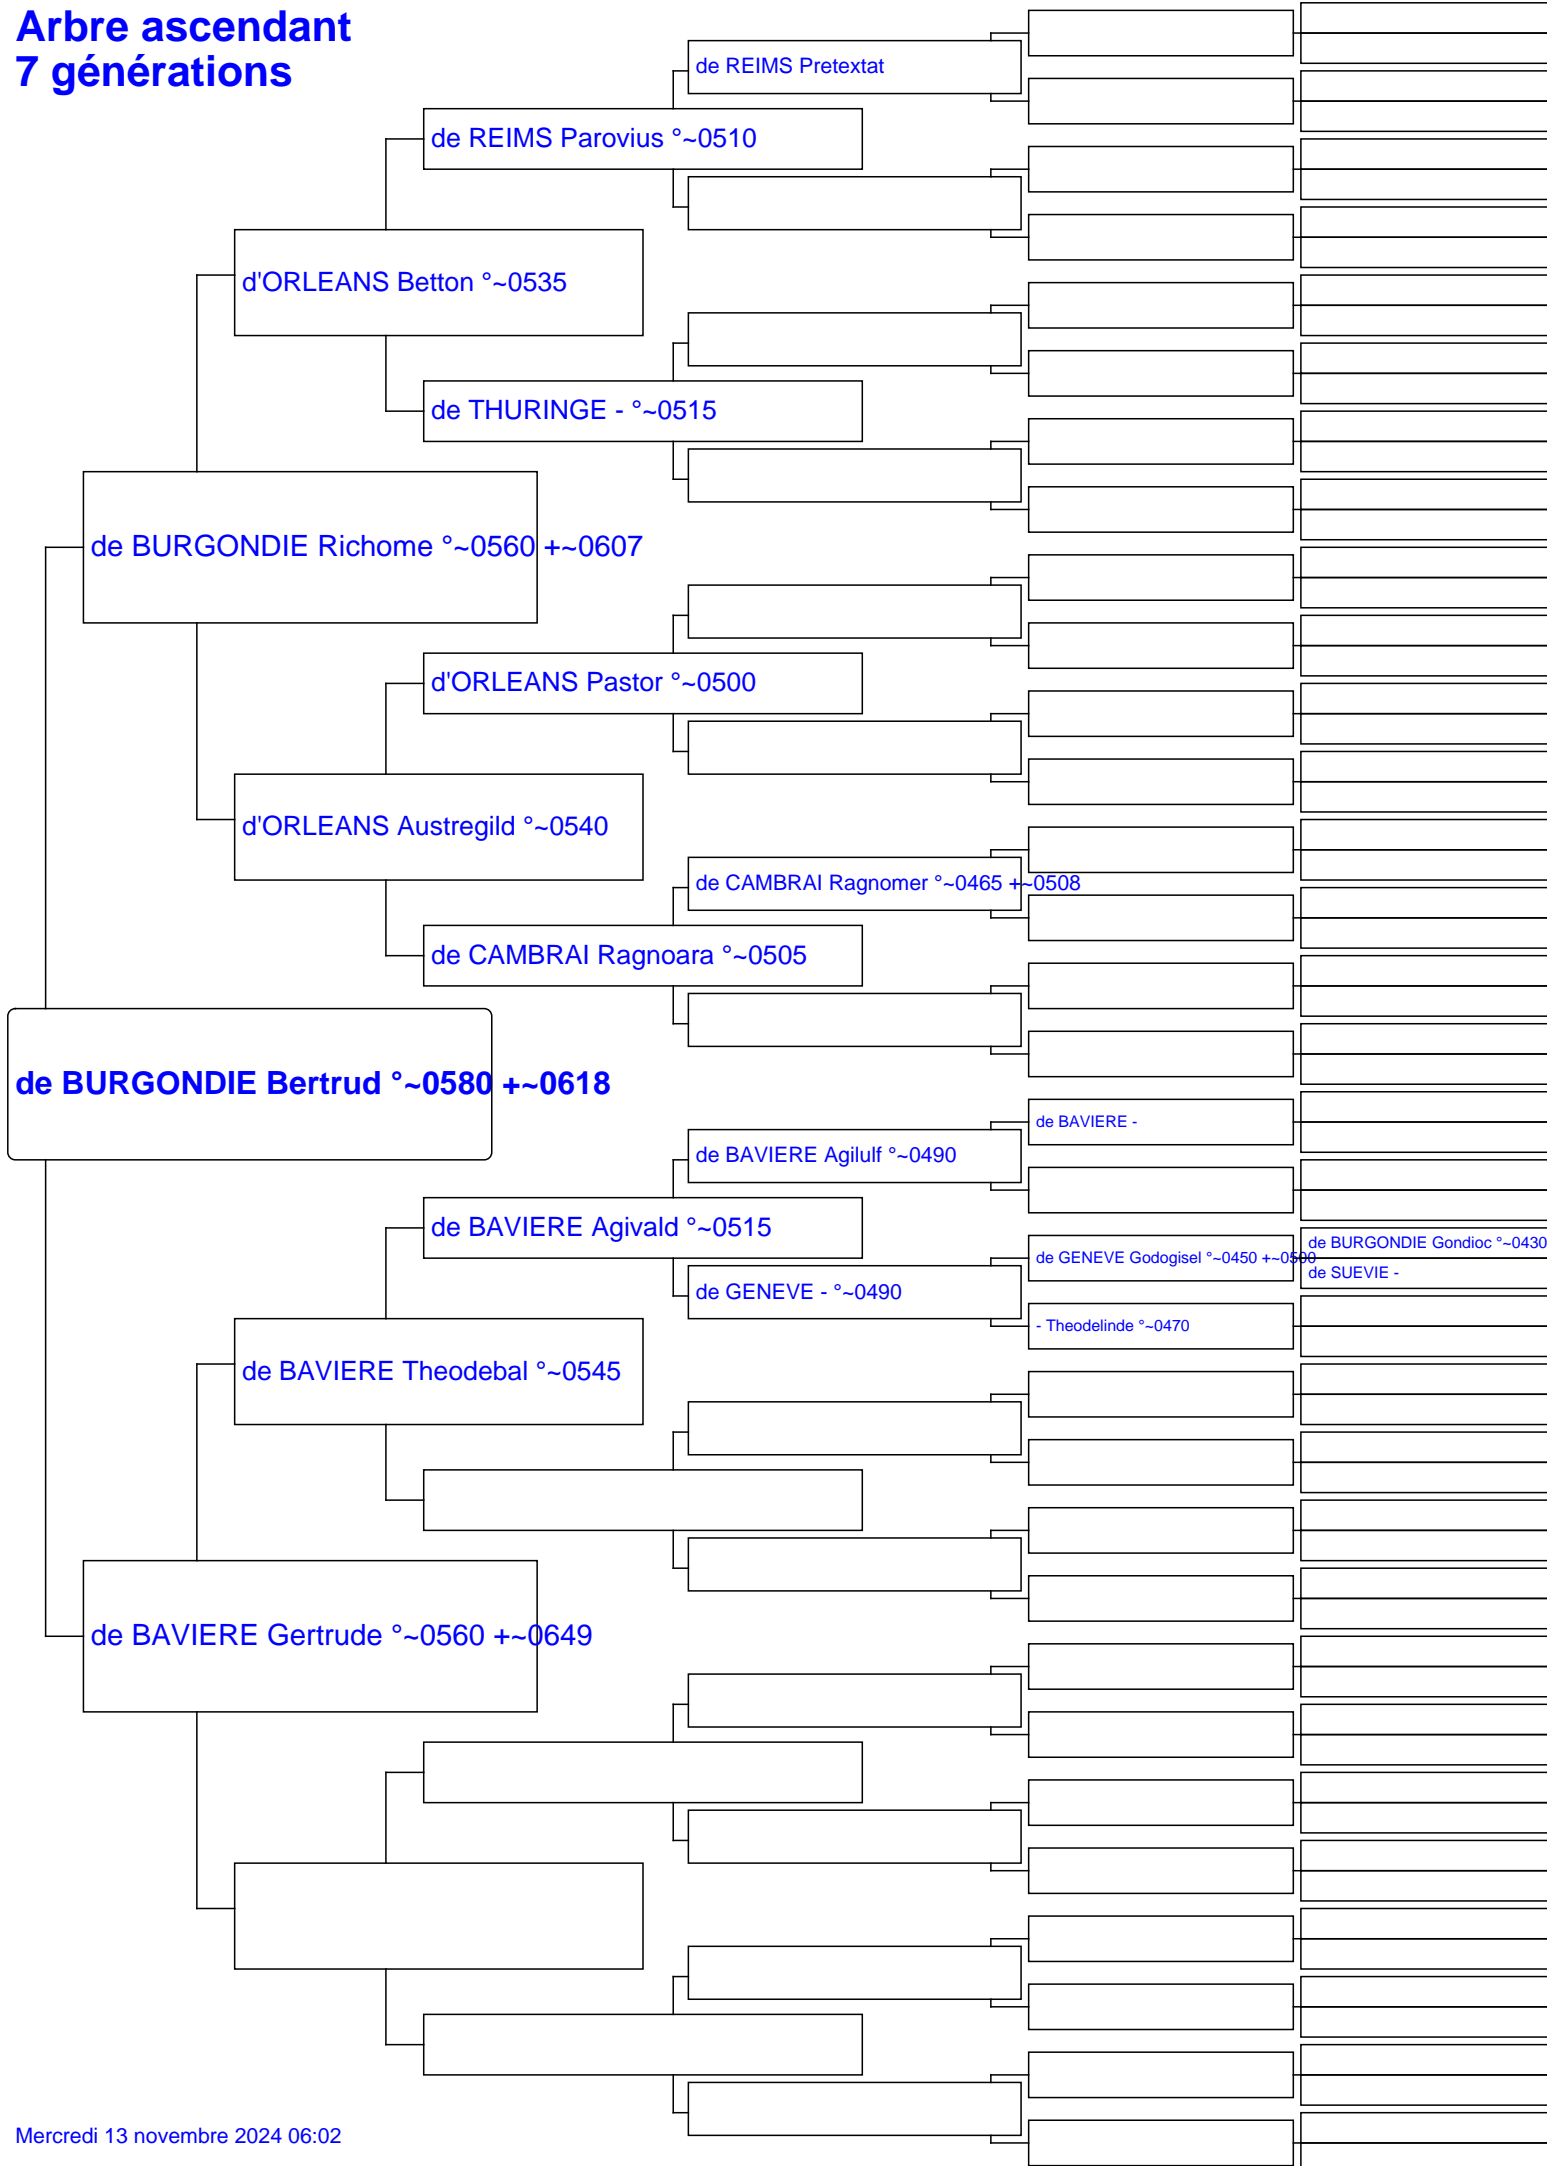 Arbre ascendant
7 générations
de REIMS Pretextat
de REIMS Parovius °~0510
d'ORLEANS Betton °~0535
de THURINGE - °~0515
de BURGONDIE Richome °~0560 +~0607
d'ORLEANS Pastor °~0500
d'ORLEANS Austregild °~0540
de CAMBRAI Ragnomer °~0465 +~0508
de CAMBRAI Ragnoara °~0505
de BURGONDIE Bertrud °~0580 +~0618
de BAVIERE -
de BAVIERE Agilulf °~0490
de BAVIERE Agivald °~0515
de BURGONDIE Gondioc °~0430
de GENEVE Godogisel °~0450 +~0500
de SUEVIE -
de GENEVE - °~0490
- Theodelinde °~0470
de BAVIERE Theodebal °~0545
de BAVIERE Gertrude °~0560 +~0649
Mercredi 13 novembre 2024 06:02